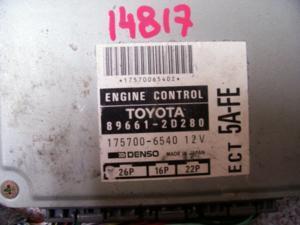 14817
*17570065402*
ENGINE CONTROL
TOYOTA
89661-2D280
175700-6540 12V
DENSO MADE IN JAPAN
26P 16P 22P
ECT 5A-FE